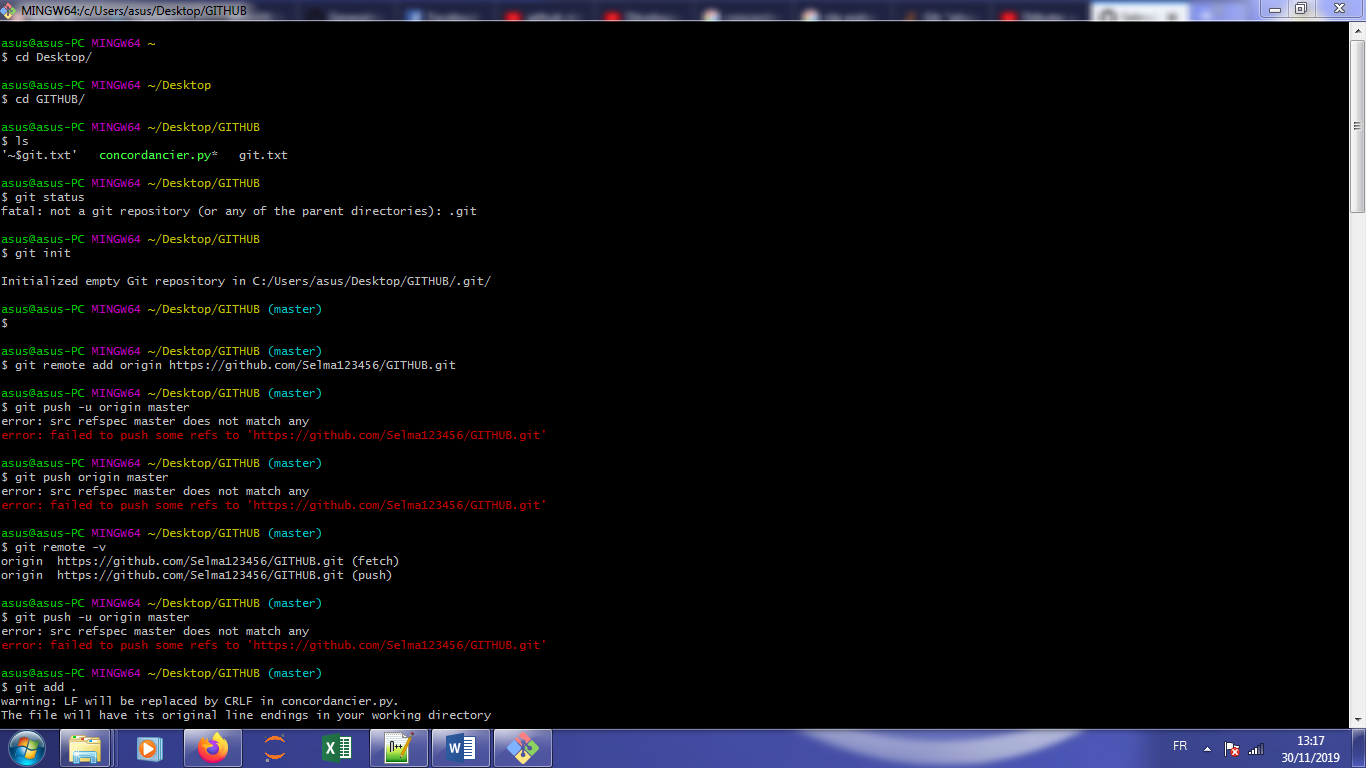 MINGW64:/c/Users/asus/Desktop/GITHUB
asus@asus-PC MINGW64 ~
$ cd Desktop/
asus@asus-PC MINGW64 ~/Desktop
$ cd GITHUB/
asus@asus-PC MINGW64 ~/Desktop/GITHUB
$ ls
'~$git.txt'   concordancier.py*   git.txt
asus@asus-PC MINGW64 ~/Desktop/GITHUB
$ git status
fatal: not a git repository (or any of the parent directories): .git
asus@asus-PC MINGW64 ~/Desktop/GITHUB
$ git init
Initialized empty Git repository in C:/Users/asus/Desktop/GITHUB/.git/
asus@asus-PC MINGW64 ~/Desktop/GITHUB (master)
$
asus@asus-PC MINGW64 ~/Desktop/GITHUB (master)
$ git remote add origin https://github.com/Selma123456/GITHUB.git
asus@asus-PC MINGW64 ~/Desktop/GITHUB (master)
$ git push -u origin master
error: src refspec master does not match any
error: failed to push some refs to 'https://github.com/Selma123456/GITHUB.git'
asus@asus-PC MINGW64 ~/Desktop/GITHUB (master)
$ git push origin master
error: src refspec master does not match any
error: failed to push some refs to 'https://github.com/Selma123456/GITHUB.git'
asus@asus-PC MINGW64 ~/Desktop/GITHUB (master)
$ git remote -v
origin  https://github.com/Selma123456/GITHUB.git (fetch)
origin  https://github.com/Selma123456/GITHUB.git (push)
asus@asus-PC MINGW64 ~/Desktop/GITHUB (master)
$ git push -u origin master
error: src refspec master does not match any
error: failed to push some refs to 'https://github.com/Selma123456/GITHUB.git'
asus@asus-PC MINGW64 ~/Desktop/GITHUB (master)
$ git add .
warning: LF will be replaced by CRLF in concordancier.py.
The file will have its original line endings in your working directory
FR
13:17
30/11/2019